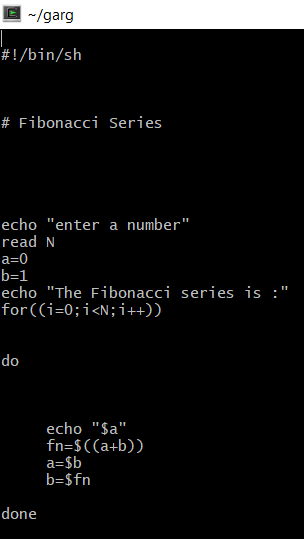 ~/garg
#!/bin/sh
# Fibonacci Series
echo "enter a number"
read N
a=0
b=1
echo "The Fibonacci series is :"
for((i=0;i<N;i++))
do
echo "$a"
fn=$((a+b))
a=$b
b=$fn
done